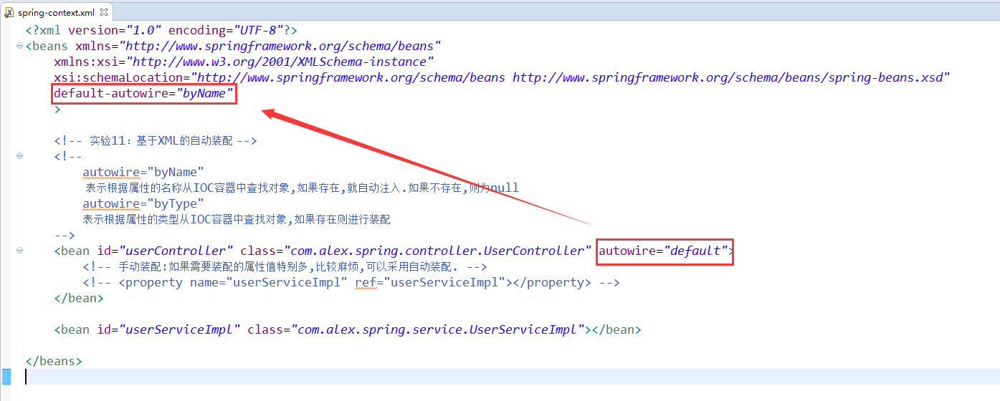 spring-context.xml
<?xml version="1.0" encoding="UTF-8"?>
<beans xmlns="http://www.springframework.org/schema/beans"
xmlns:xsi="http://www.w3.org/2001/XMLSchema-instance"
xsi:schemaLocation="http://www.springframework.org/schema/beans http://www.springframework.org/schema/beans/spring-beans.xsd"
default-autowire="byName"
>
<!-- 实验11：基于XML的自动装配 -->
<!--
autowire="byName"
表示根据属性的名称从IOC容器中查找对象,如果存在,就自动注入.如果不存在,则为null
autowire="byType"
表示根据属性的类型从IOC容器中查找对象,如果存在则进行装配
-->
<bean id="userController" class="com.alex.spring.controller.UserController" autowire="default">
<!-- 手动装配:如果需要装配的属性值特别多,比较麻烦,可以采用自动装配. -->
<!-- <property name="userServiceImpl" ref="userServiceImpl"></property> -->
</bean>
<bean id="userServiceImpl" class="com.alex.spring.service.UserServiceImpl"></bean>
</beans>